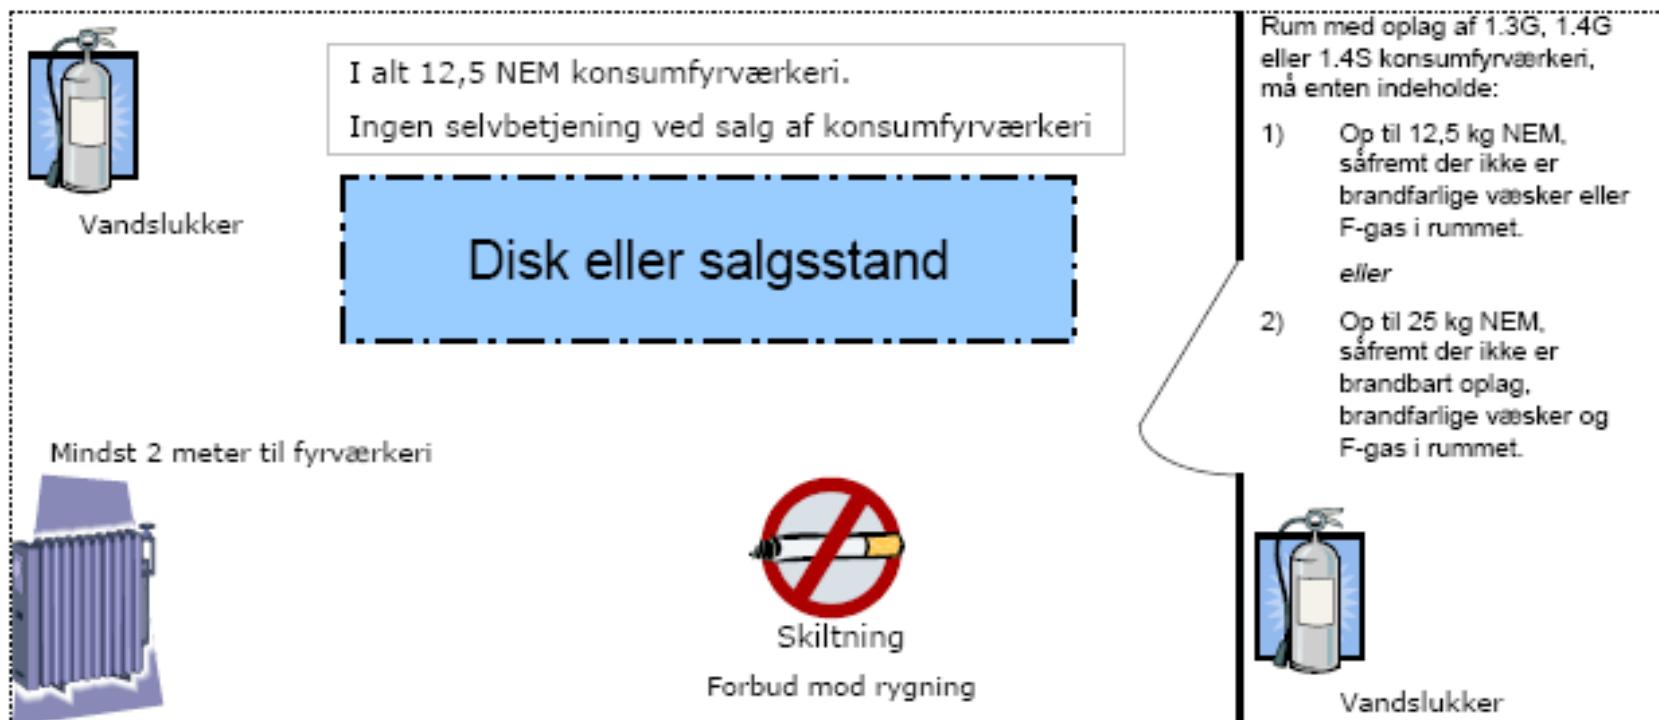 I alt 12,5 NEM konsumfyrværkeri.
Ingen selvbetjening ved salg af konsumfyrværkeri
Vandslukker
Disk eller salgsstand
Mindst 2 meter til fyrværkeri
Skiltning
Forbud mod rygning
Rum med oplag af 1.3G, 1.4G
eller 1.4S konsumfyrværkeri,
må enten indeholde:
1) Op til 12,5 kg NEM,
såfremt der ikke er
brandfarlige væsker eller
F-gas i rummet.
eller
2) Op til 25 kg NEM,
såfremt der ikke er
brandbart oplag,
brandfarlige væsker og
F-gas i rummet.
Vandslukker